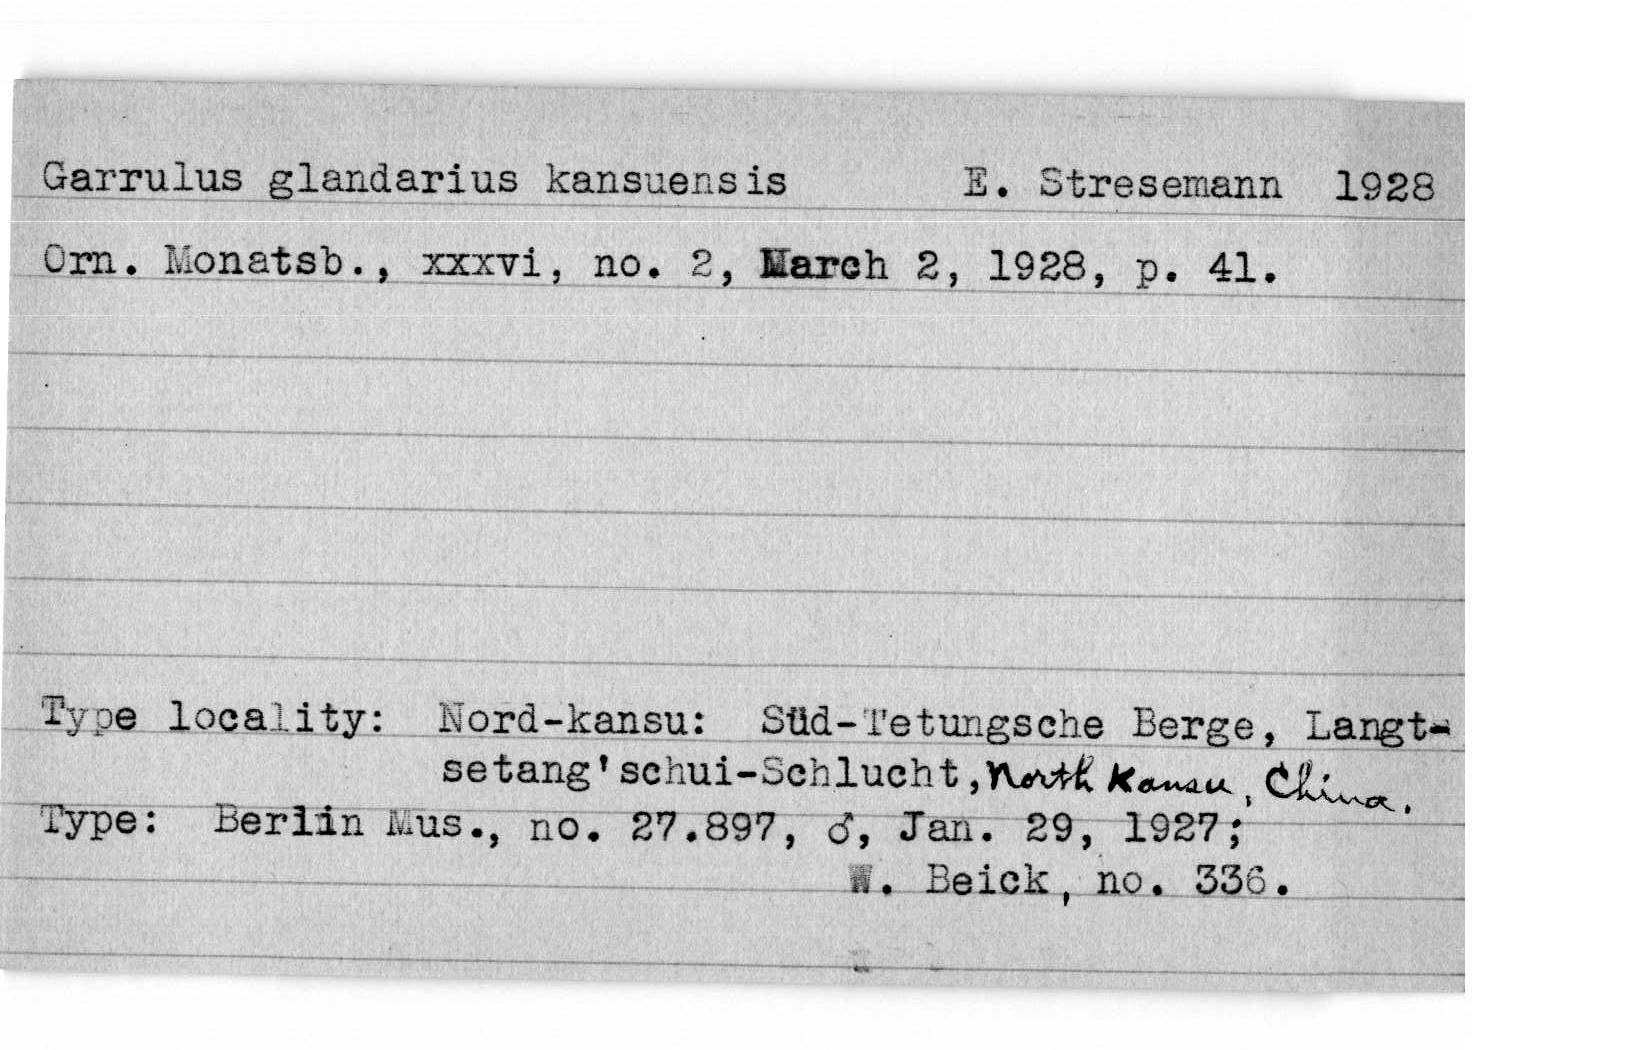 Garrulus glandarius kansuensis E. Stresemann 1928
Orn. Monatsb., xxxvi, no. 2, March 2, 1928, p. 41.
Type locality: Nord-kansu: Süd-Tetungsche Berge, Langt-
setang'schui-Schlucht, North Kansu, China.
Type: Berlin Mus., no. 27.897, ♂, Jan. 29, 1927;
W. Beick, no. 336.